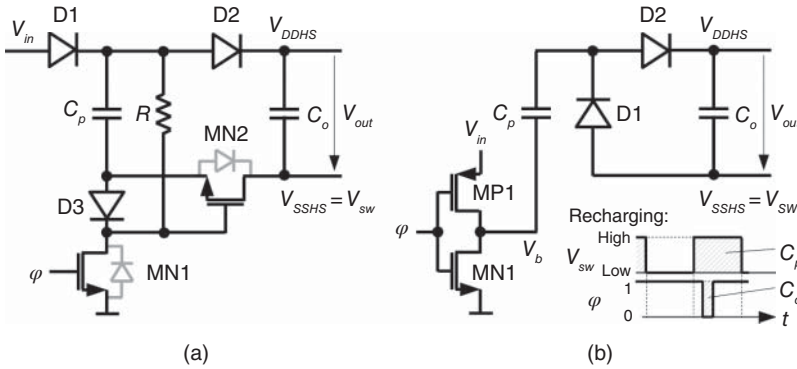 D1
D2
V_in
V_DDHS
C_p
R
C_o
V_out
MN2
D3
V_SSHS = V_sw
φ
MN1
(a)
D2
V_DDHS
C_p
D1
C_o
V_in
MP1
V_SSHS = V_SW
φ
V_b
MN1
Recharging:
High
V_sw
Low
1
φ
0
t
(b)